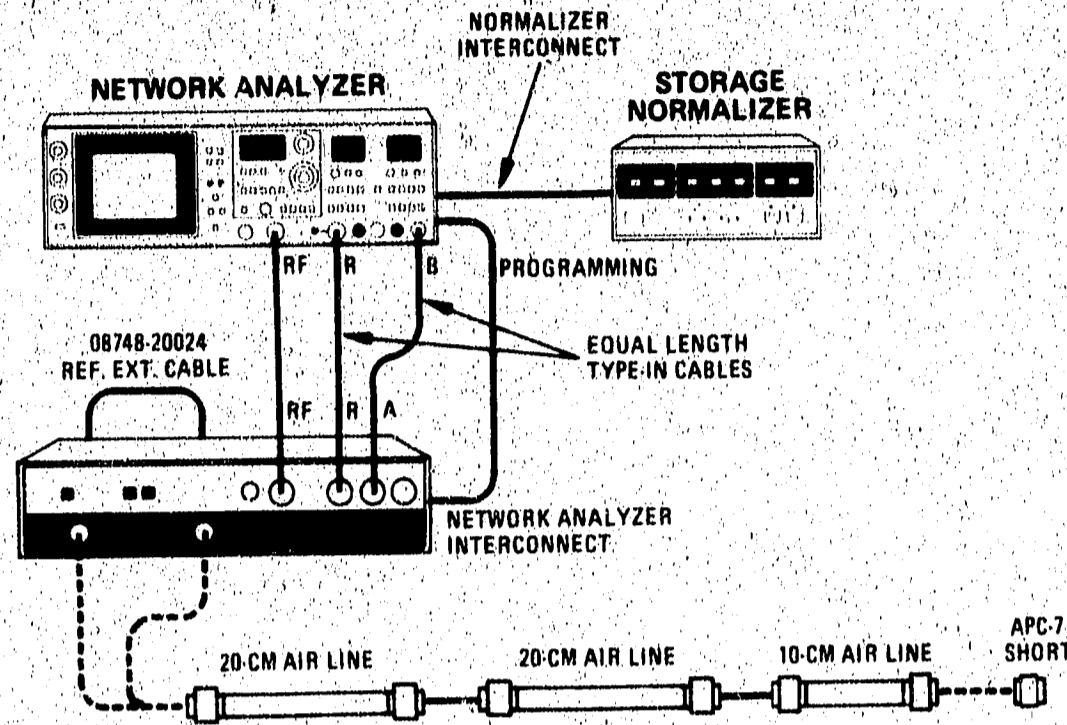 NORMALIZER
INTERCONNECT
NETWORK ANALYZER
STORAGE
NORMALIZER
RF
R
B
PROGRAMMING
08748-20024
REF. EXT. CABLE
EQUAL LENGTH
TYPE-IN CABLES
RF
R
A
NETWORK ANALYZER
INTERCONNECT
20-CM AIR LINE
20-CM AIR LINE
10-CM AIR LINE
APC-7
SHORT